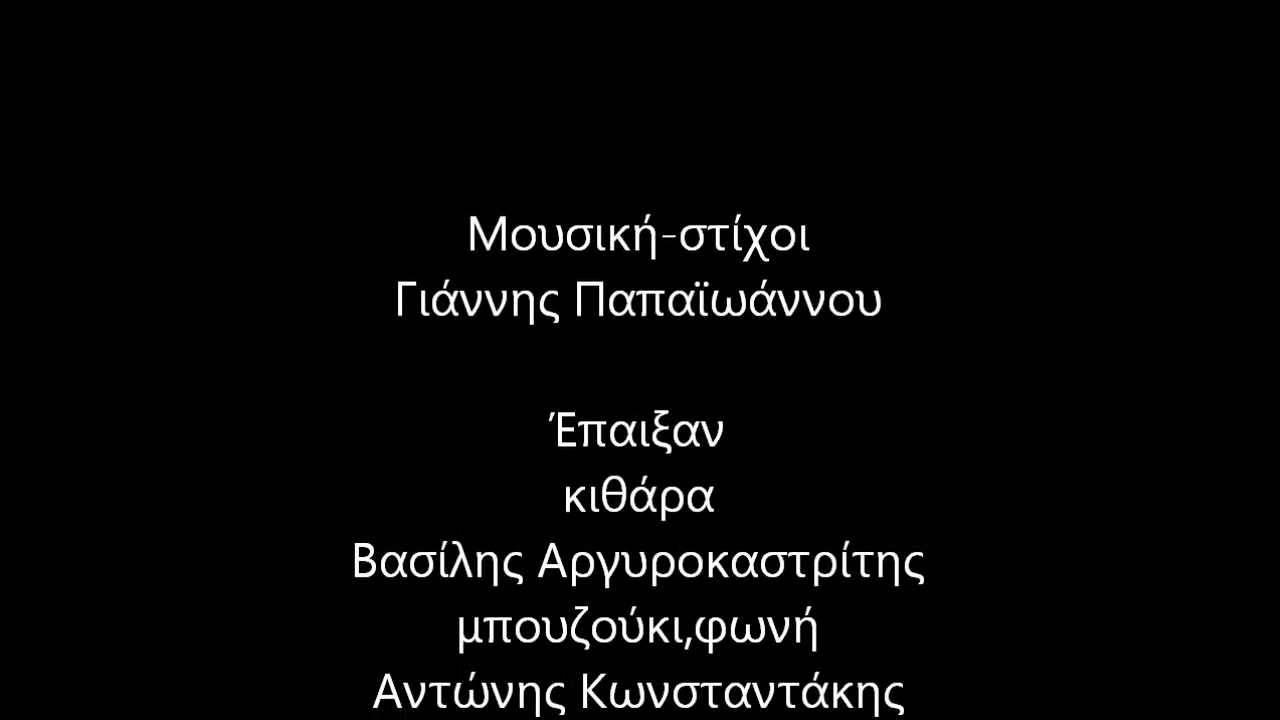 Μουσική-στίχοι
Γιάννης Παπαϊωάννου
Έπαιξαν
κιθάρα
Βασίλης Αργυροκαστρίτης
μπουζούκι,φωνή
Αντώνης Κωνσταντάκης